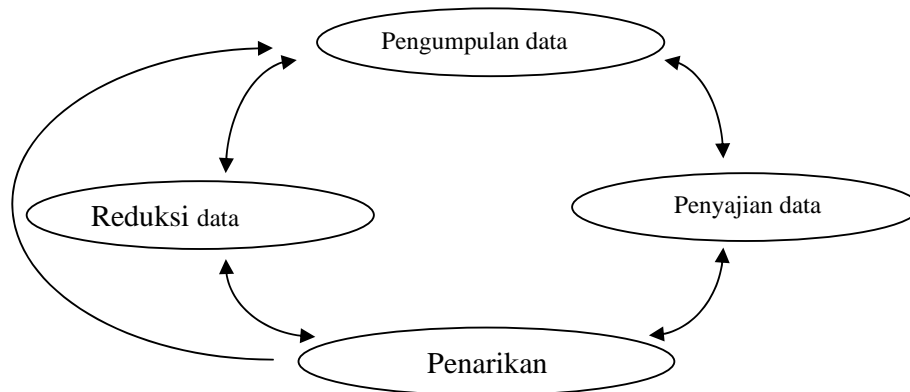 Pengumpulan data
Reduksi data
Penyajian data
Penarikan